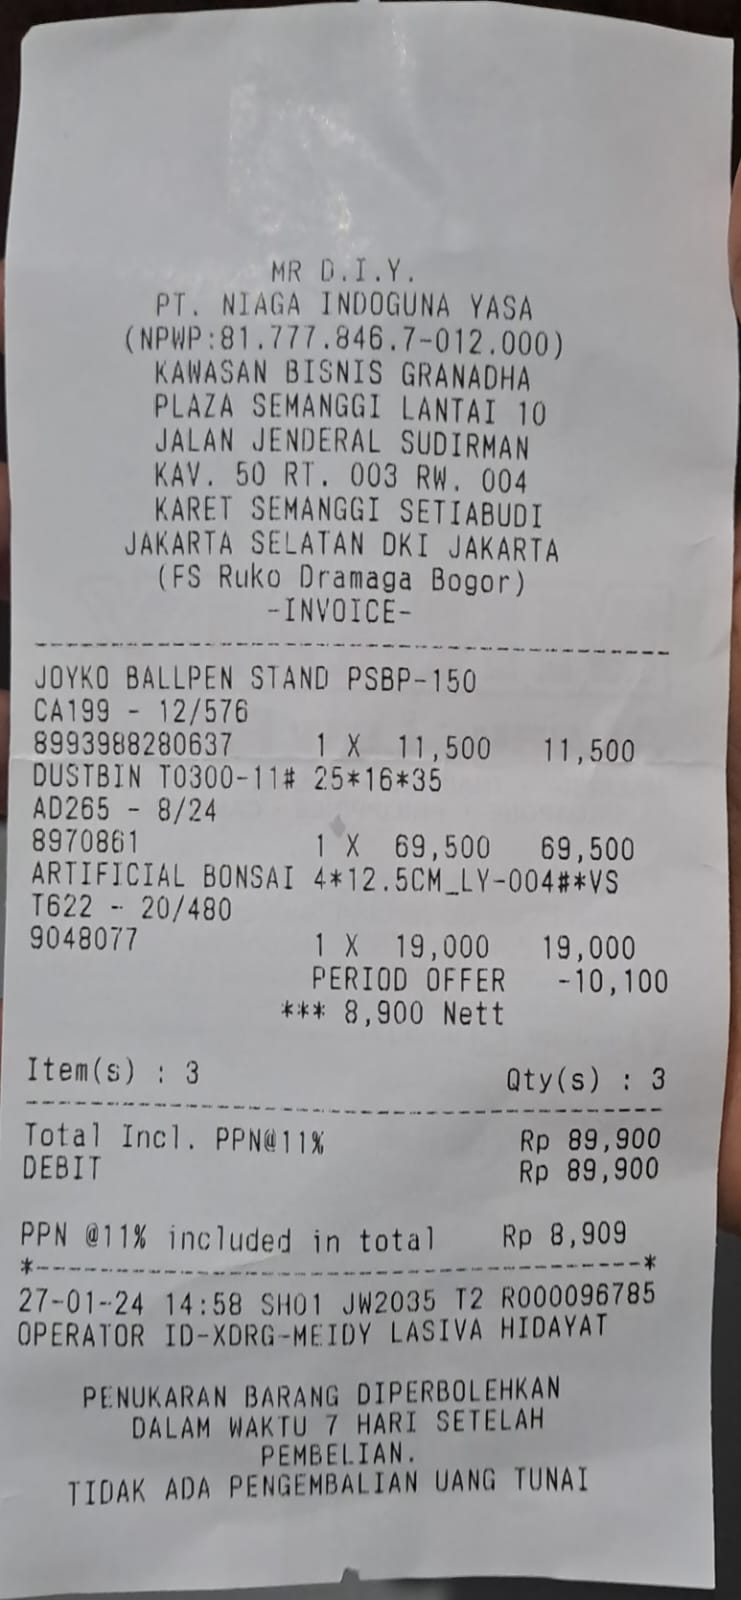 MR D.I.Y.
PT. NIAGA INDOGUNA YASA
(NPWP:81.777.846.7-012.000)
KAWASAN BISNIS GRANADHA
PLAZA SEMANGGI LANTAI 10
JALAN JENDERAL SUDIRMAN
KAV. 50 RT. 003 RW. 004
KARET SEMANGGI SETIABUDI
JAKARTA SELATAN DKI JAKARTA
(FS Ruko Dramaga Bogor)
-INVOICE-
JOYKO BALLPEN STAND PSBP-150
CA199 - 12/576
8993988280637 1 X 11,500 11,500
DUSTBIN T0300-11# 25*16*35
AD265 - 8/24
8970861 1 X 69,500 69,500
ARTIFICIAL BONSAI 4*12.5CM_LY-004#*VS
T622 - 20/480
9048077 1 X 19,000 19,000
PERIOD OFFER -10,100
*** 8,900 Nett
Item(s) : 3 Qty(s) : 3
Total Incl. PPN@11% Rp 89,900
DEBIT Rp 89,900
PPN @11% included in total Rp 8,909
*--------------------------------------*
27-01-24 14:58 SH01 JW2035 T2 R000096785
OPERATOR ID-XDRG-MEIDY LASIVA HIDAYAT
PENUKARAN BARANG DIPERBOLEHKAN
DALAM WAKTU 7 HARI SETELAH
PEMBELIAN.
TIDAK ADA PENGEMBALIAN UANG TUNAI